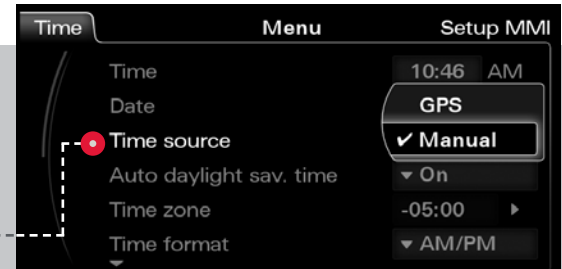 Time Menu Setup MMI
Time 10:46 AM
Date GPS
Time source ✔ Manual
Auto daylight sav. time On
Time zone -05:00
Time format AM/PM